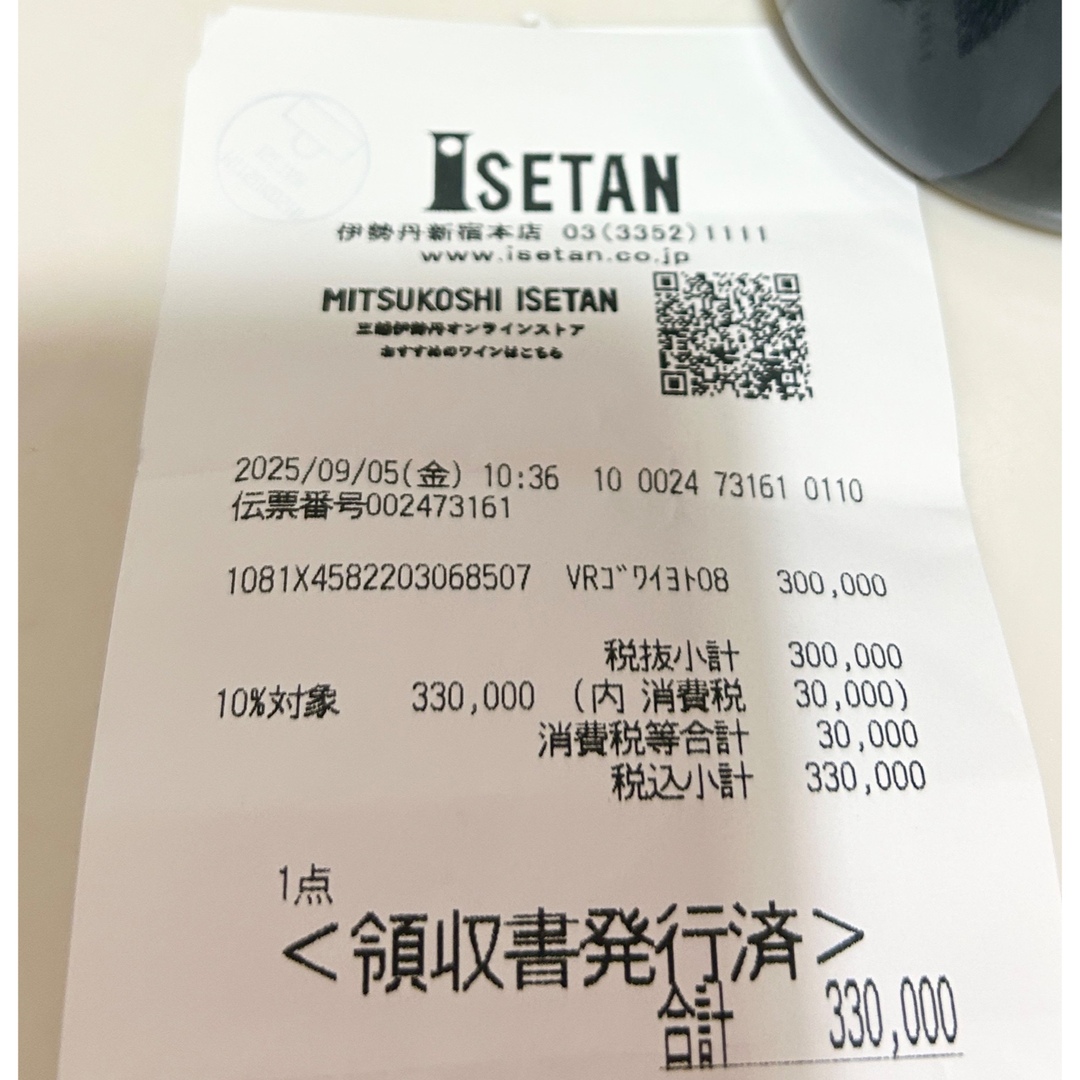 ISETAN
伊勢丹新宿本店 03(3352)1111
www.isetan.co.jp
MITSUKOSHI ISETAN
三越伊勢丹オンラインストア
おすすめのワインはこちら
2025/09/05(金) 10:36 10 0024 73161 0110
伝票番号002473161
1081X4582203068507 VRゴワイヨト08 300,000
税抜小計 300,000
10%対象 330,000 (内 消費税 30,000)
消費税等合計 30,000
税込小計 330,000
1点
<領収書発行済>
合計 330,000